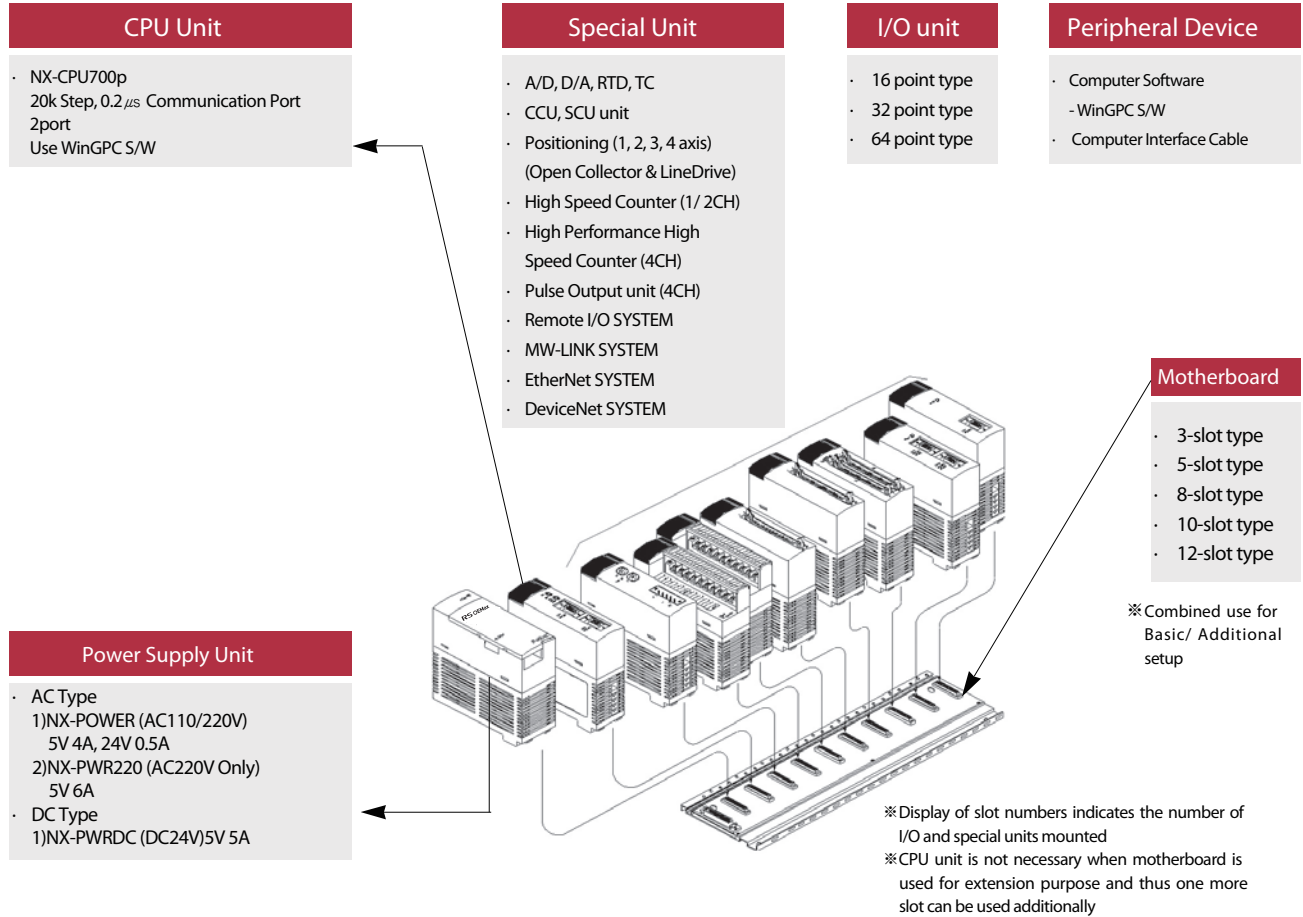 CPU Unit
· NX-CPU700p
20k Step, 0.2㎲ Communication Port
2port
Use WinGPC S/W
Special Unit
· A/D, D/A, RTD, TC
· CCU, SCU unit
· Positioning (1, 2, 3, 4 axis)
(Open Collector & LineDrive)
· High Speed Counter (1/ 2CH)
· High Performance High
Speed Counter (4CH)
· Pulse Output unit (4CH)
· Remote I/O SYSTEM
· MW-LINK SYSTEM
· EtherNet SYSTEM
· DeviceNet SYSTEM
I/O unit
· 16 point type
· 32 point type
· 64 point type
Peripheral Device
· Computer Software
- WinGPC S/W
· Computer Interface Cable
Motherboard
· 3-slot type
· 5-slot type
· 8-slot type
· 10-slot type
· 12-slot type
※Combined use for
Basic/ Additional
setup
Power Supply Unit
· AC Type
1)NX-POWER (AC110/220V)
5V 4A, 24V 0.5A
2)NX-PWR220 (AC220V Only)
5V 6A
· DC Type
1)NX-PWRDC (DC24V)5V 5A
※Display of slot numbers indicates the number of
I/O and special units mounted
※CPU unit is not necessary when motherboard is
used for extension purpose and thus one more
slot can be used additionally